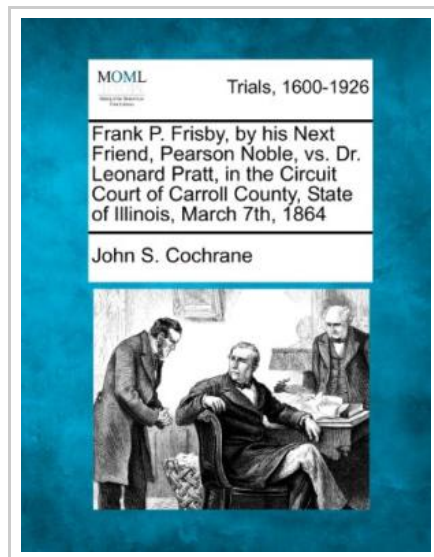 MOML
Trials, 1600-1926
Frank P. Frisby, by his Next
Friend, Pearson Noble, vs. Dr.
Leonard Pratt, in the Circuit
Court of Carroll County, State
of Illinois, March 7th, 1864
John S. Cochrane